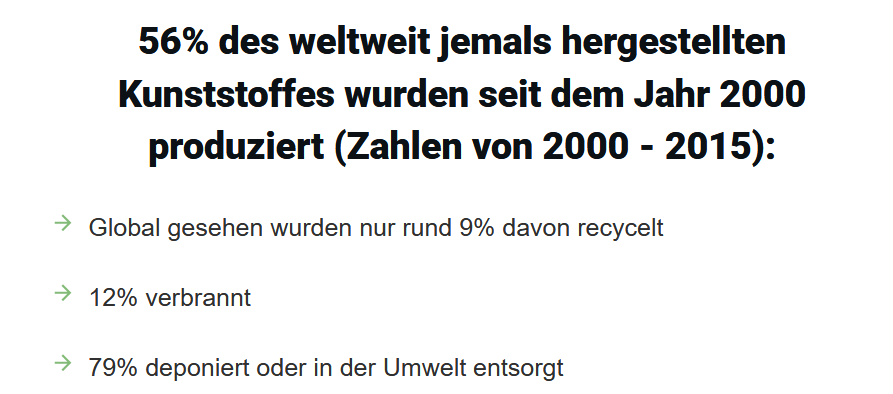 56% des weltweit jemals hergestellten
Kunststoffes wurden seit dem Jahr 2000
produziert (Zahlen von 2000 - 2015):
→ Global gesehen wurden nur rund 9% davon recycelt
→ 12% verbrannt
→ 79% deponiert oder in der Umwelt entsorgt